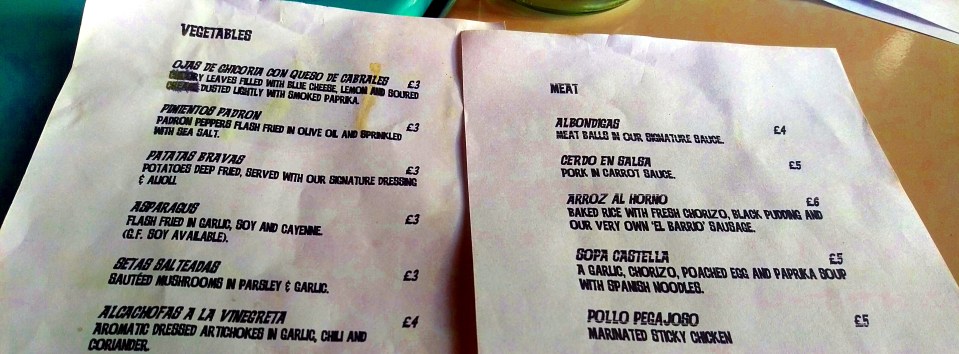 VEGETABLES
OJAS DE GHICORIA CON QUESO DE CABRALES £3
LEAVES FILLED WITH BLUE CHEESE, LEMON AND SOURED
DUSTED LIGHTLY WITH SMOKED PAPRIKA.
PIMIENTOS PADRON £3
PADRON PEPPERS FLASH FRIED IN OLIVE OIL AND SPRINKLED
WITH SEA SALT.
PATATAS BRAVAS £3
POTATOES DEEP FRIED, SERVED WITH OUR SIGNATURE DRESSING
& ALIOLI.
ASPARAGUS £3
FLASH FRIED IN GARLIC, SOY AND CAYENNE.
(G.F. SOY AVAILABLE).
SETAS SALTEADAS £3
SAUTÉED MUSHROOMS IN PARSLEY & GARLIC.
ALCACHOFAS A LA VINEGRETA £4
AROMATIC DRESSED ARTICHOKES IN GARLIC, CHILI AND
CORIANDER.
MEAT
ALBONDIGAS £4
MEAT BALLS IN OUR SIGNATURE SAUCE.
CERDO EN SALSA £5
PORK IN CARROT SAUCE.
ARROZ AL HORNO £6
BAKED RICE WITH FRESH CHORIZO, BLACK PUDDING AND
OUR VERY OWN 'EL BARRIO' SAUSAGE.
SOPA CASTELLA £5
A GARLIC, CHORIZO, POACHED EGG AND PAPRIKA SOUP
WITH SPANISH NOODLES.
POLLO PEGAJOSO £5
MARINATED STICKY CHICKEN